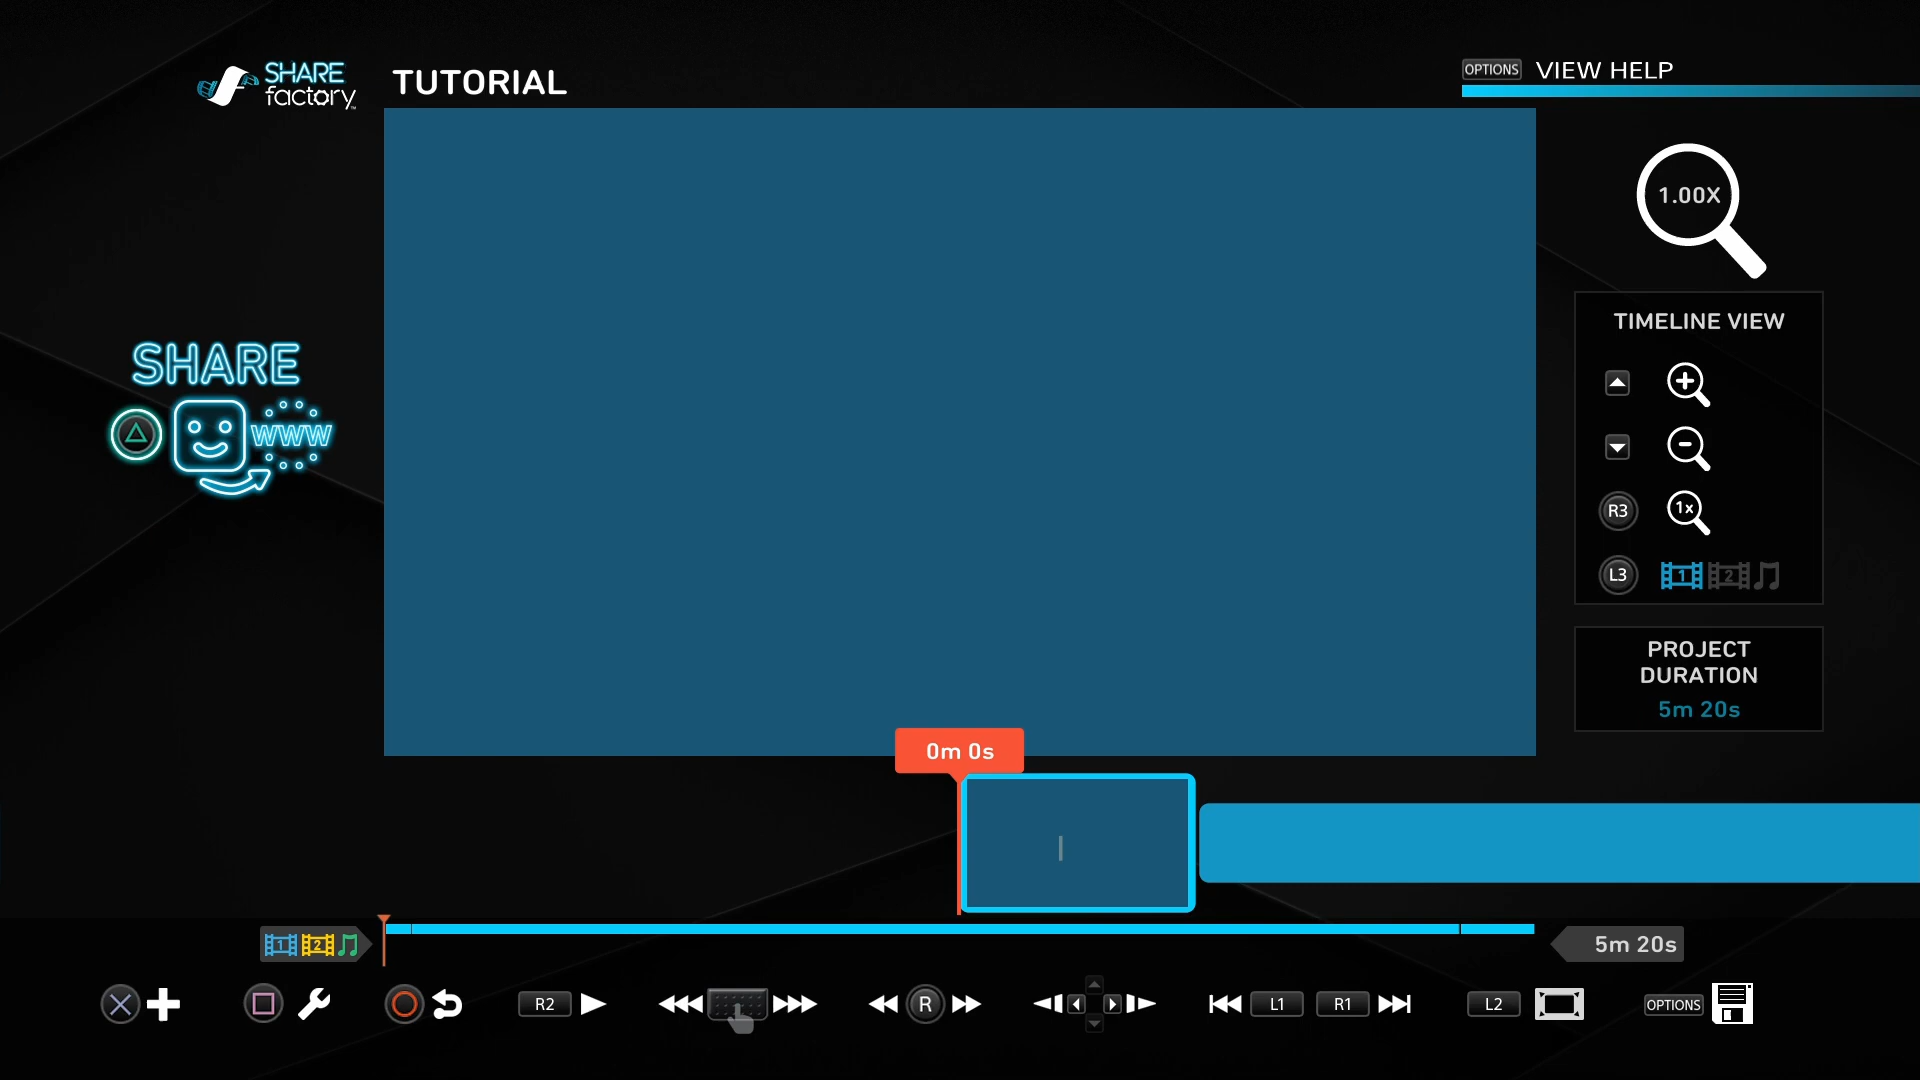 SHARE
factory™
TUTORIAL
OPTIONS VIEW HELP
1.00X
TIMELINE VIEW
SHARE
WWW
R3 1x
L3 1 2
PROJECT
DURATION
5m 20s
0m 0s
1 2
5m 20s
R2
R
L1 R1
L2
OPTIONS